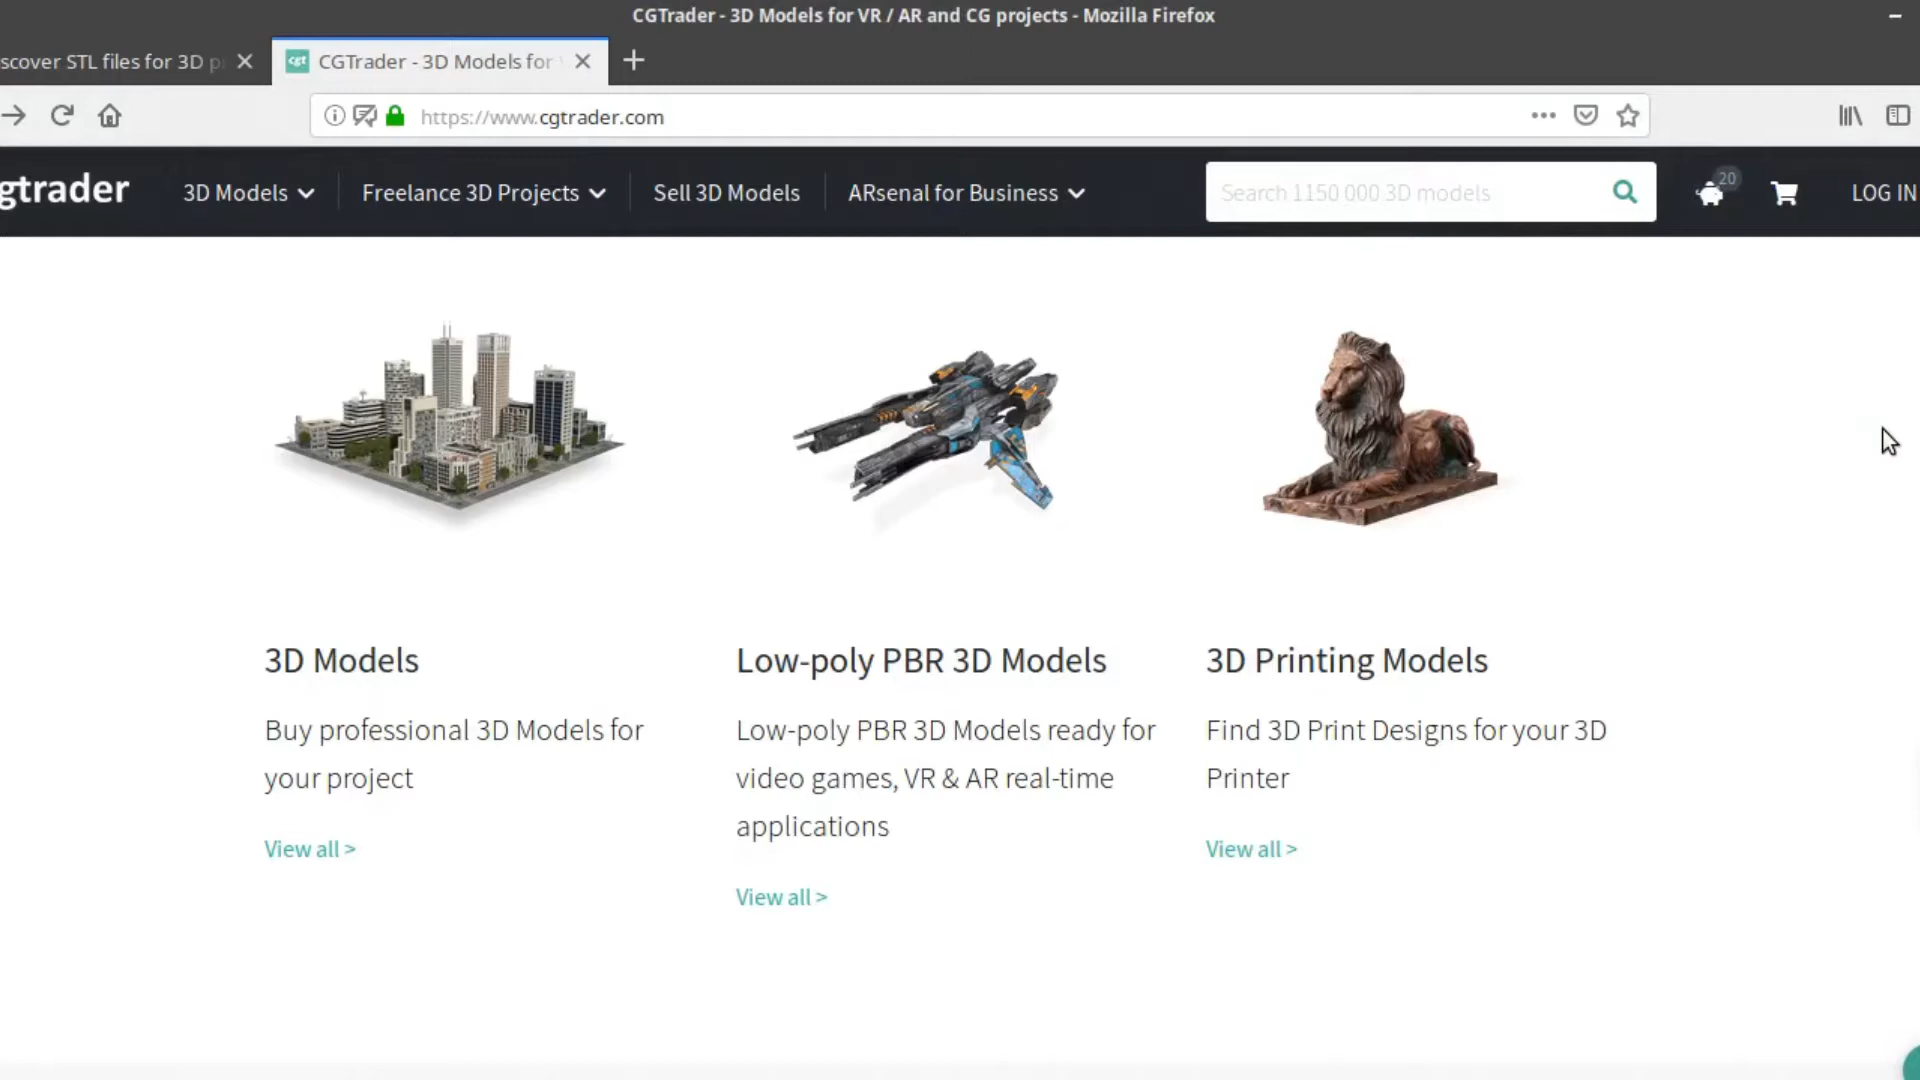 CGTrader - 3D Models for VR / AR and CG projects - Mozilla Firefox
scover STL files for 3D p
cgt CGTrader - 3D Models for
https://www.cgtrader.com
gtrader 3D Models Freelance 3D Projects Sell 3D Models ARsenal for Business Search 1150 000 3D models 20 LOG IN
3D Models
Buy professional 3D Models for
your project
View all >
Low-poly PBR 3D Models
Low-poly PBR 3D Models ready for
video games, VR & AR real-time
applications
View all >
3D Printing Models
Find 3D Print Designs for your 3D
Printer
View all >